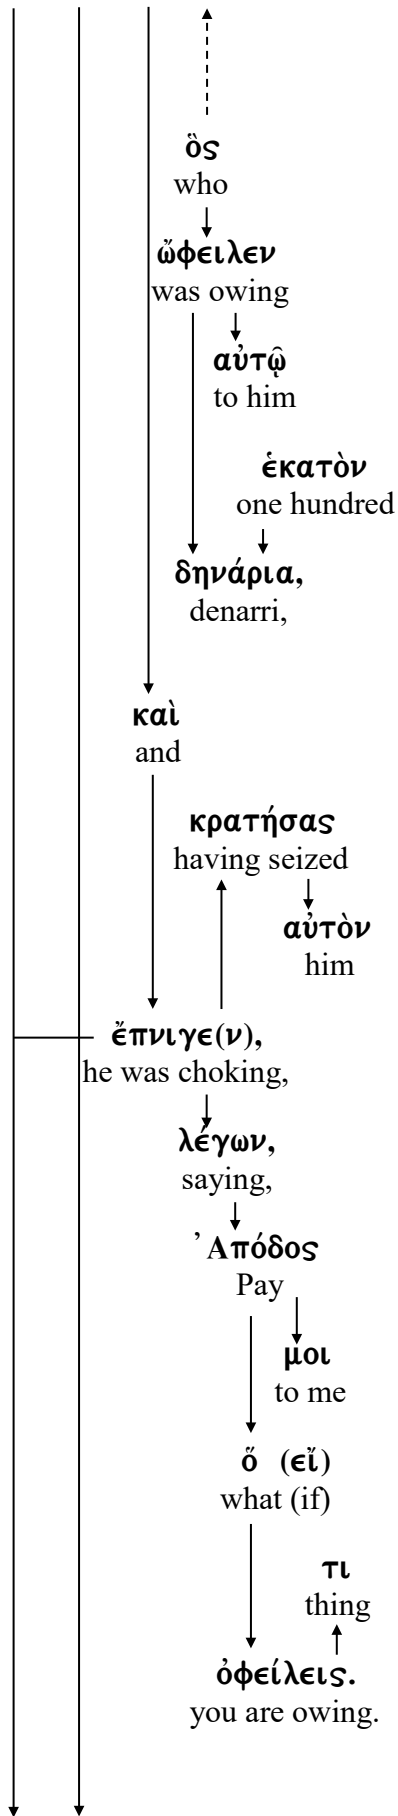 ὃς
who
ὤφειλεν
was owing
αὐτῷ
to him
ἑκατὸν
one hundred
δηνάρια,
denarri,
καὶ
and
κρατήσας
having seized
αὐτὸν
him
ἔπνιγε(ν),
he was choking,
λέγων,
saying,
᾿Απόδος
Pay
μοι
to me
ὅ (εἴ)
what (if)
τι
thing
ὀφείλεις.
you are owing.